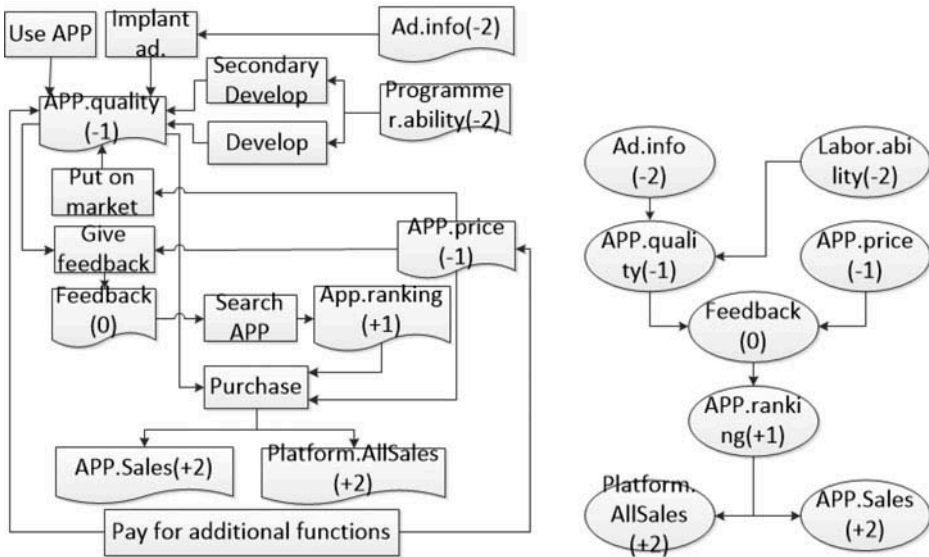 Use APP
Implant
ad.
Ad.info(-2)
Secondary
Develop
Programme
r.ability(-2)
APP.quality
(-1)
Develop
Put on
market
Give
feedback
APP.price
(-1)
Feedback
(0)
Search
APP
App.ranking
(+1)
Purchase
APP.Sales(+2)
Platform.AllSales
(+2)
Pay for additional functions
Ad.info
(-2)
Labor.abi
lity(-2)
APP.quali
ty(-1)
APP.price
(-1)
Feedback
(0)
APP.ranki
ng(+1)
Platform.
AllSales
(+2)
APP.Sales
(+2)